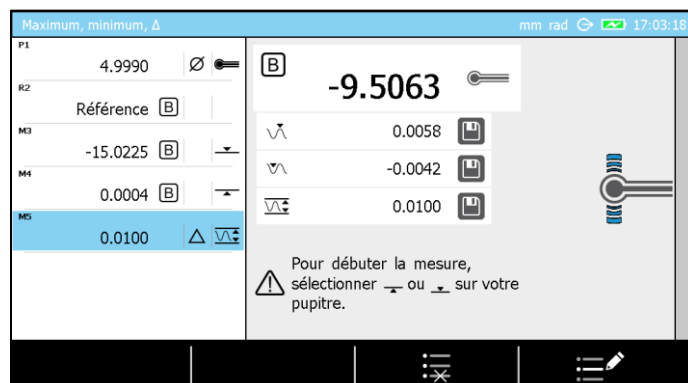 Maximum, minimum, Δ
mm rad 17:03:18
P1
4.9990 Ø
R2
Référence B
M3
-15.0225 B
M4
0.0004 B
M5
0.0100 Δ
B
-9.5063
0.0058
-0.0042
0.0100
Pour débuter la mesure,
sélectionner ou sur votre
pupitre.